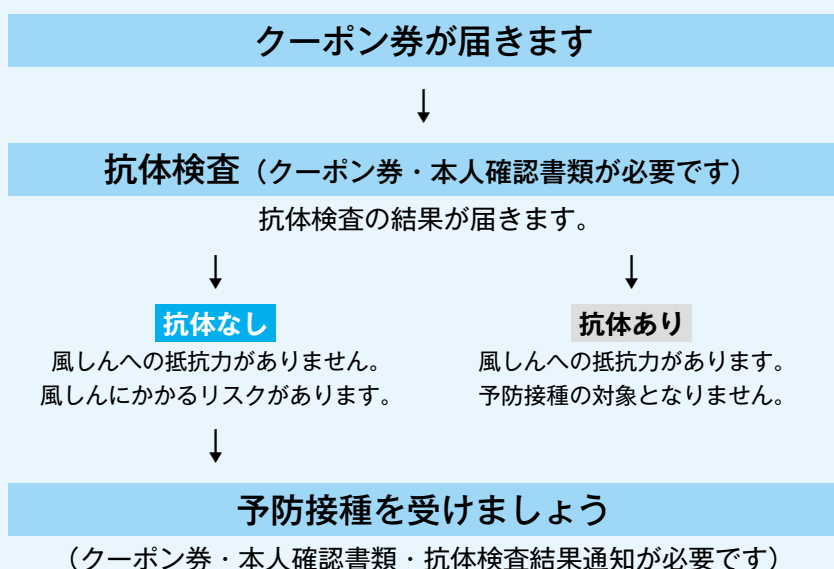 クーポン券が届きます
↓
抗体検査（クーポン券・本人確認書類が必要です）
抗体検査の結果が届きます。
↓ ↓
抗体なし 抗体あり
風しんへの抵抗力がありません。 風しんへの抵抗力があります。
風しんにかかるリスクがあります。 予防接種の対象となりません。
↓
予防接種を受けましょう
（クーポン券・本人確認書類・抗体検査結果通知が必要です）